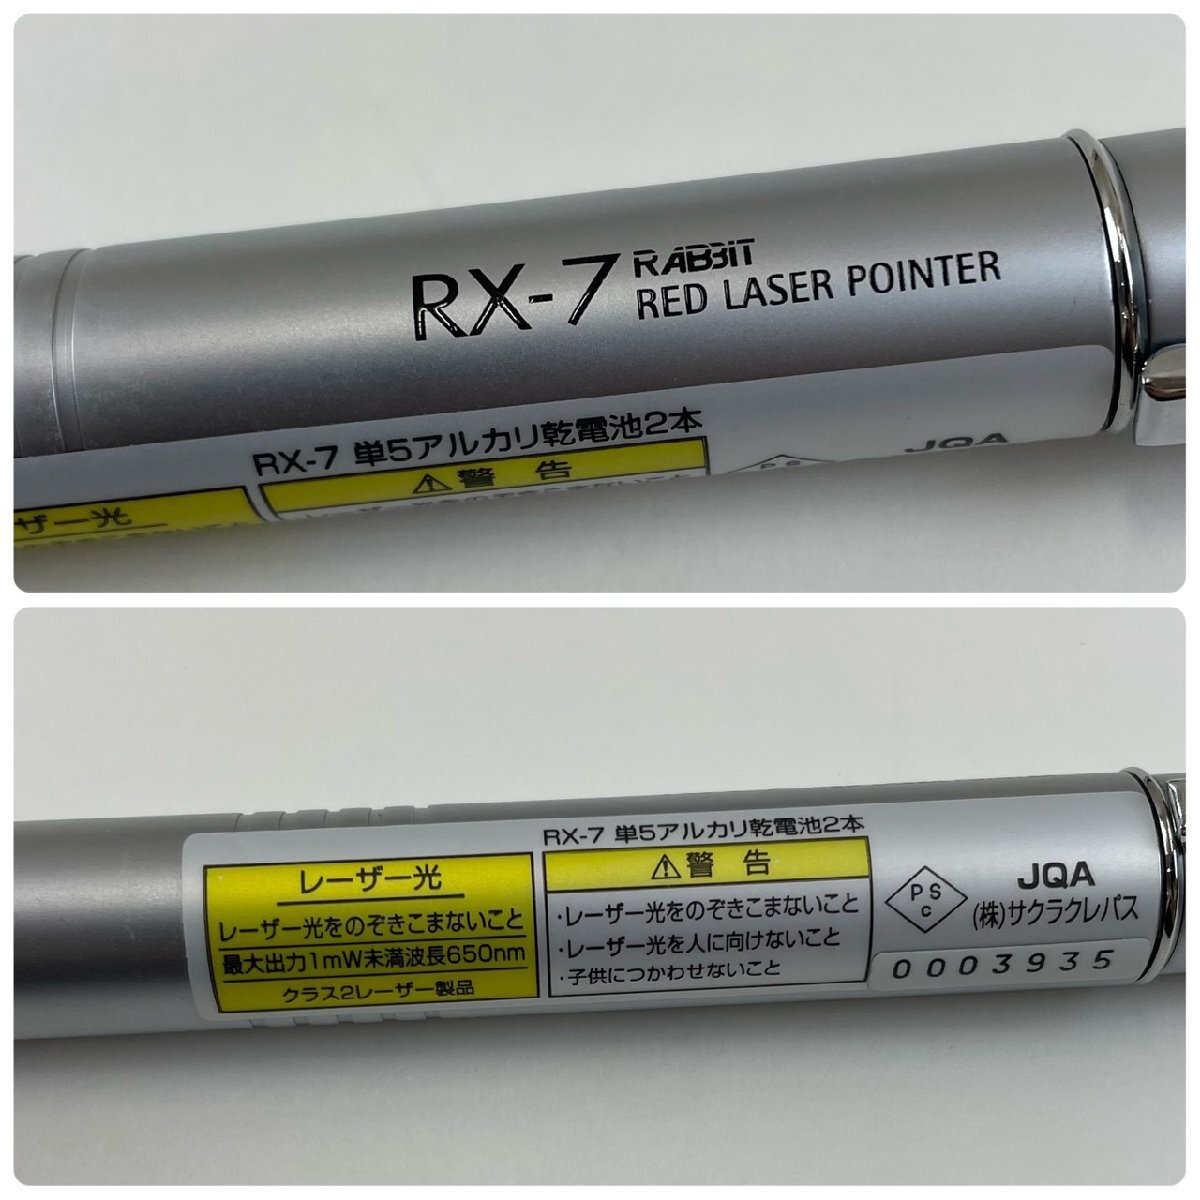 RX-7 RABBIT
RED LASER POINTER
RX-7 単5アルカリ乾電池2本
⚠警告
PS
JQA
ザー光
RX-7 単5アルカリ乾電池2本
レーザー光
レーザー光をのぞきこまないこと
最大出力1mW未満波長650nm
クラス2レーザー製品
⚠警告
・レーザー光をのぞきこまないこと
・レーザー光を人に向けないこと
・子供につかわせないこと
PS
C
JQA
(株)サクラクレパス
0003935